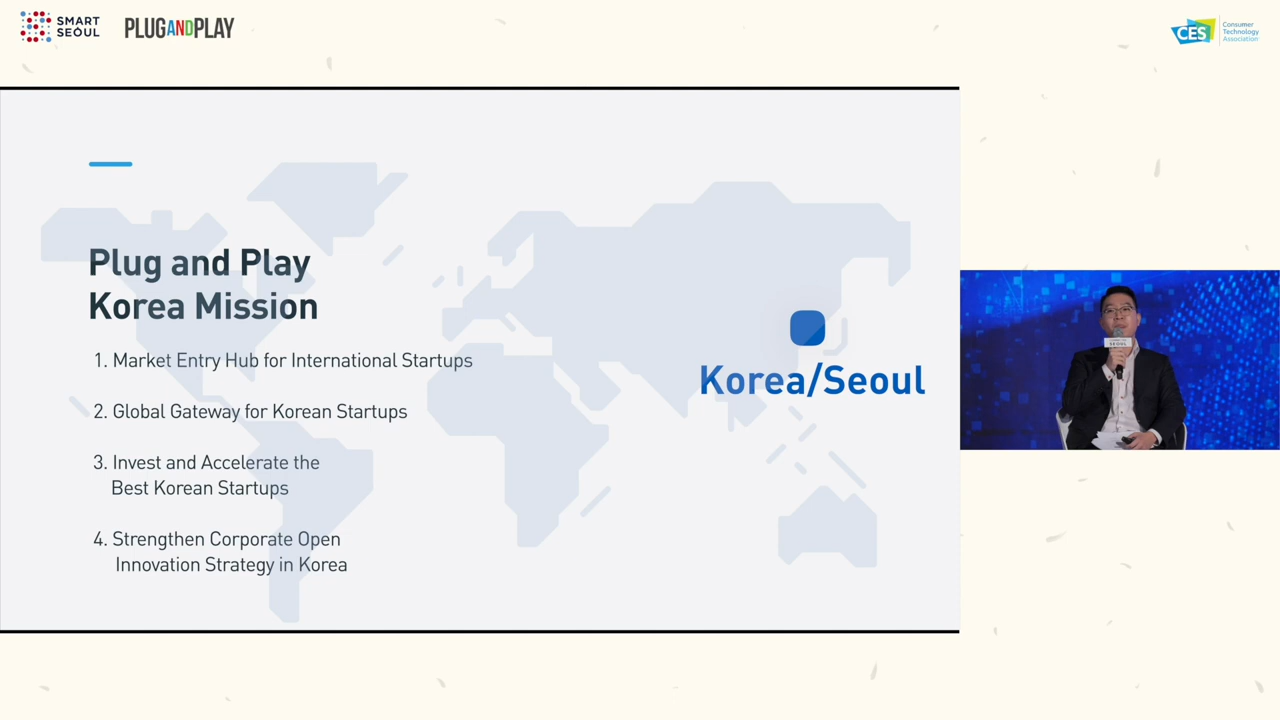 SMART
SEOUL
PLUGANDPLAY
CES
Consumer
Technology
Association
Plug and Play
Korea Mission
1. Market Entry Hub for International Startups
2. Global Gateway for Korean Startups
3. Invest and Accelerate the
Best Korean Startups
4. Strengthen Corporate Open
Innovation Strategy in Korea
Korea/Seoul
SEOUL